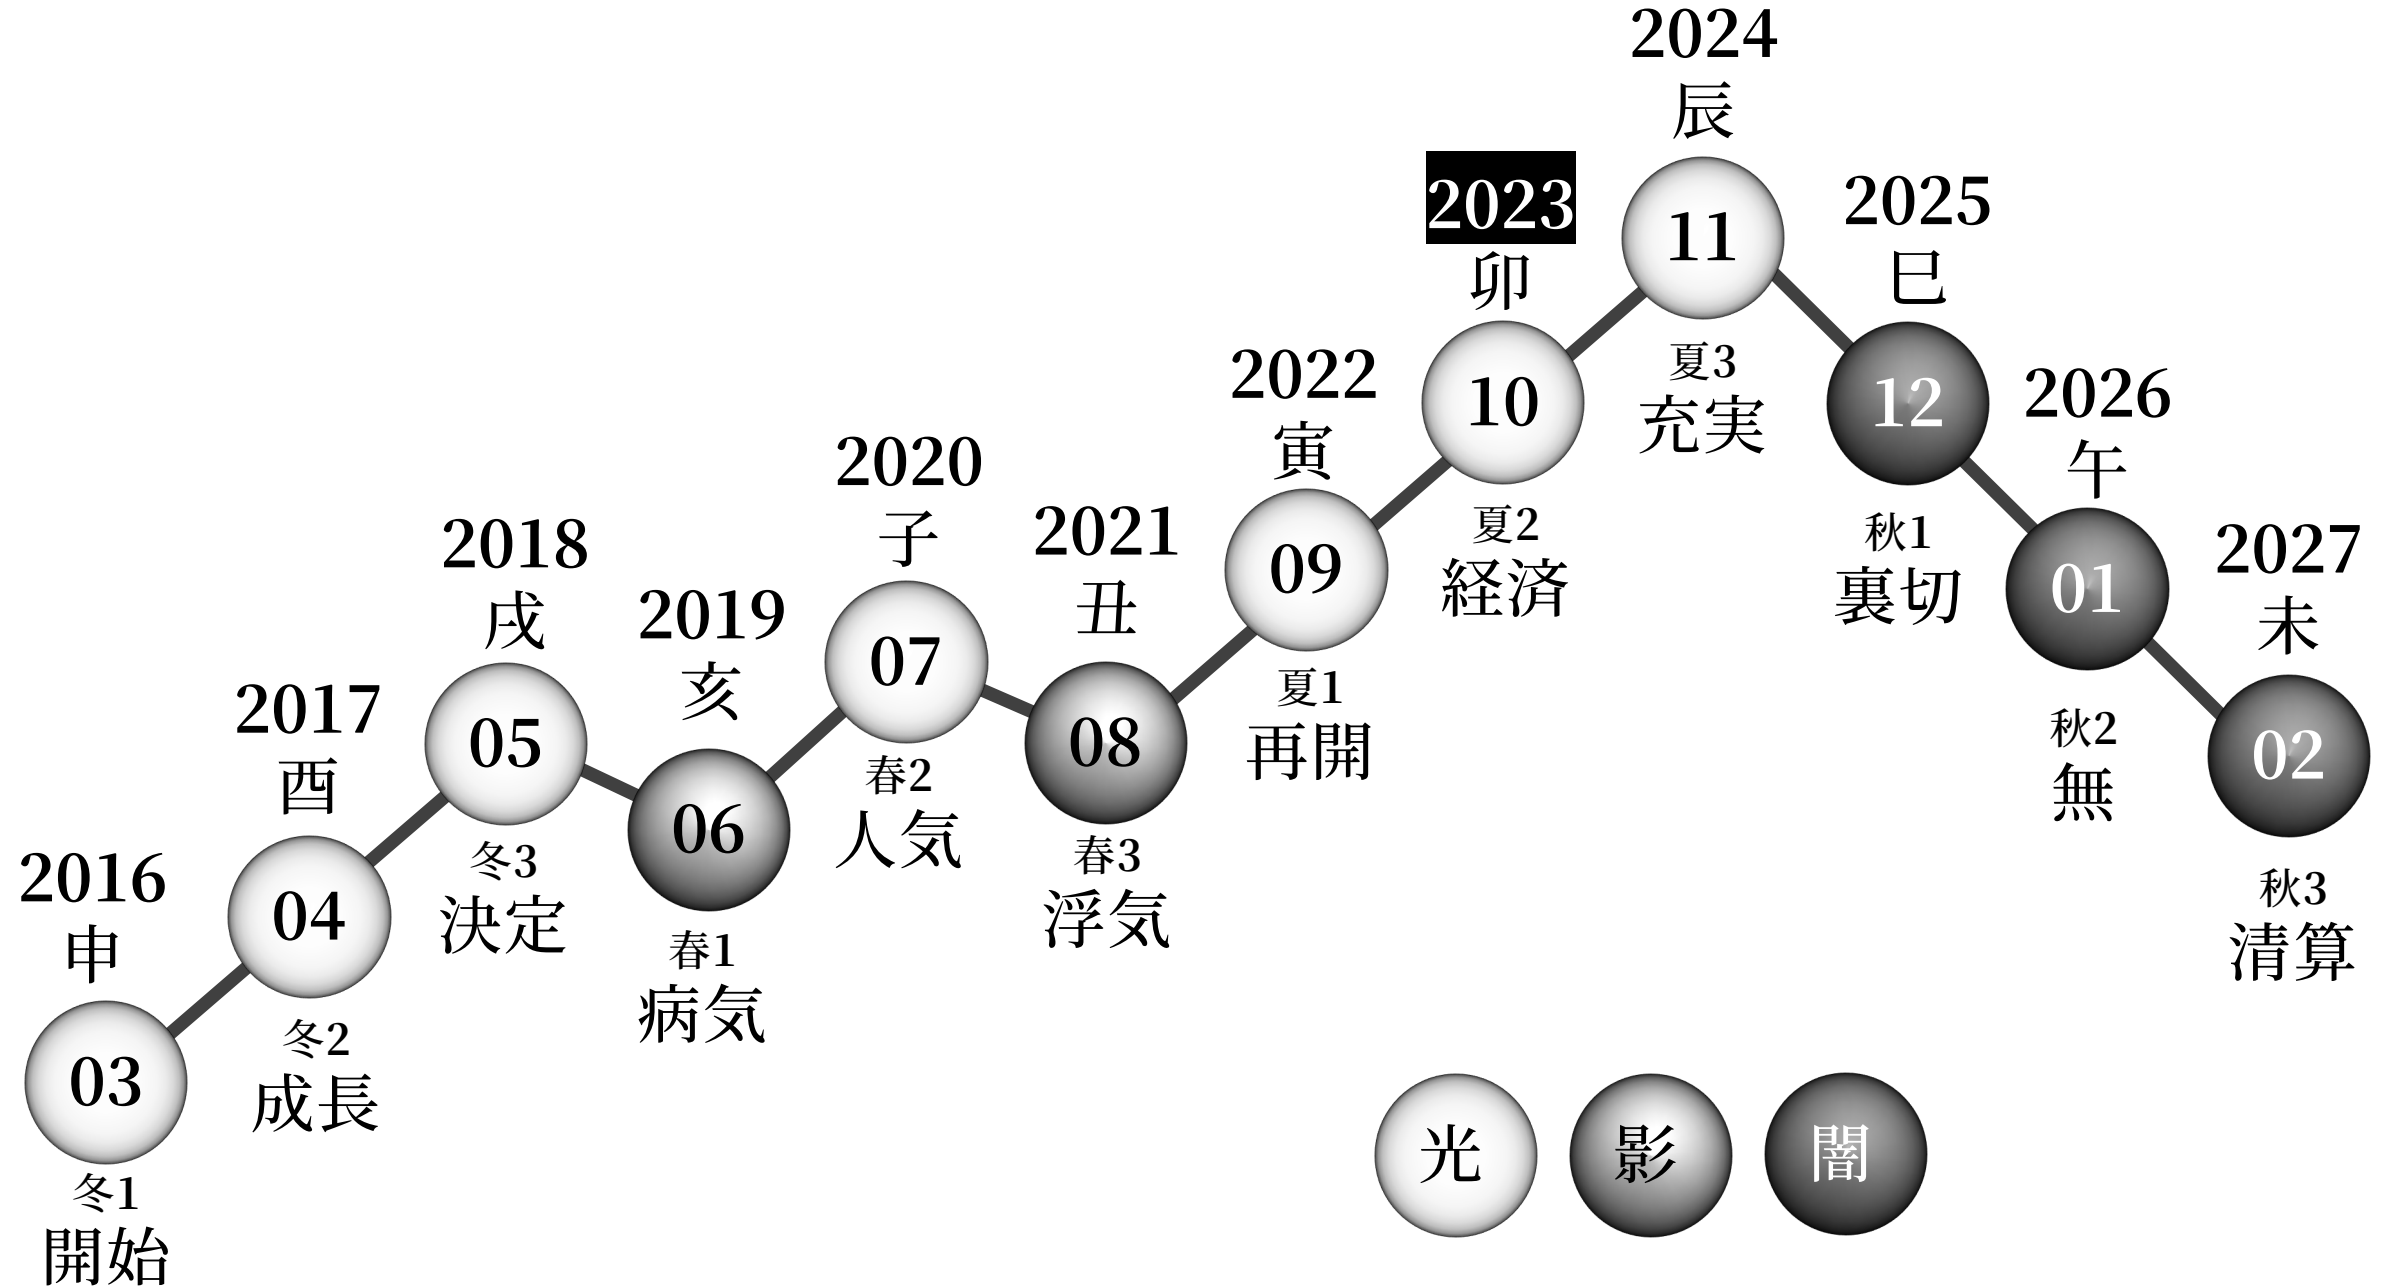 2016
申
03
冬1
開始
2017
酉
04
冬2
成長
2018
戌
05
冬3
決定
2019
亥
06
春1
病気
2020
子
07
春2
人気
2021
丑
08
春3
浮気
2022
寅
09
夏1
再開
2023
卯
10
夏2
経済
2024
辰
11
夏3
充実
2025
巳
12
秋1
裏切
2026
午
01
秋2
無
2027
未
02
秋3
清算
光
影
闇